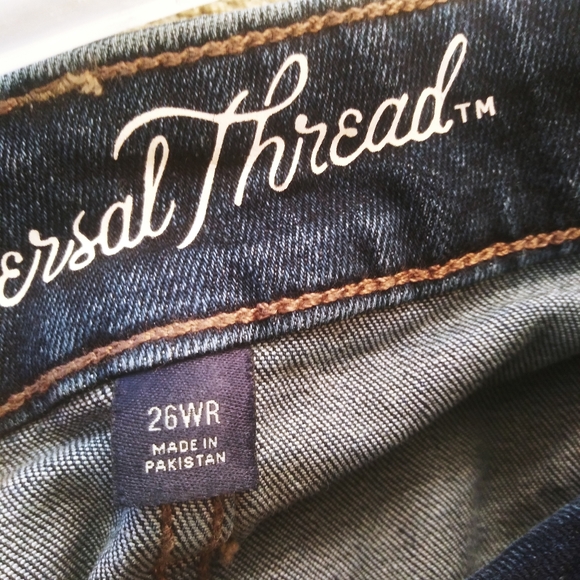 ersal Thread™
26WR
MADE IN
PAKISTAN